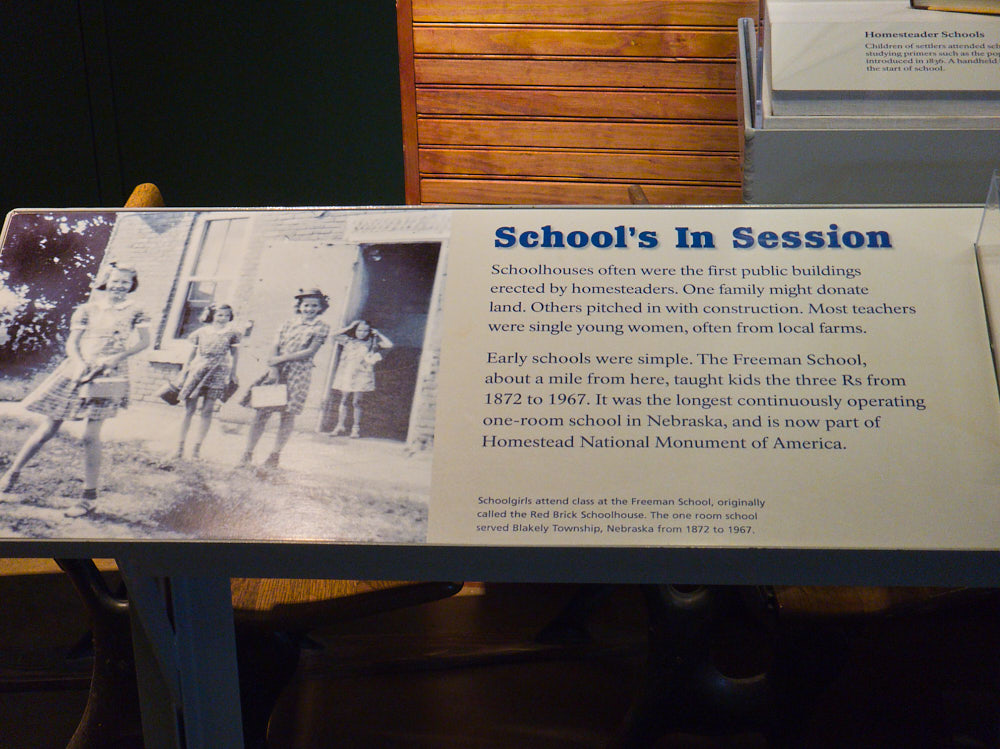 Homesteader Schools
Children of settlers attended
studying primers such as the
introduced in 1836. A handheld
the start of school.
School's In Session
Schoolhouses often were the first public buildings
erected by homesteaders. One family might donate
land. Others pitched in with construction. Most teachers
were single young women, often from local farms.
Early schools were simple. The Freeman School,
about a mile from here, taught kids the three Rs from
1872 to 1967. It was the longest continuously operating
one-room school in Nebraska, and is now part of
Homestead National Monument of America.
Schoolgirls attend class at the Freeman School, originally
called the Red Brick Schoolhouse. The one room school
served Blakely Township, Nebraska from 1872 to 1967.